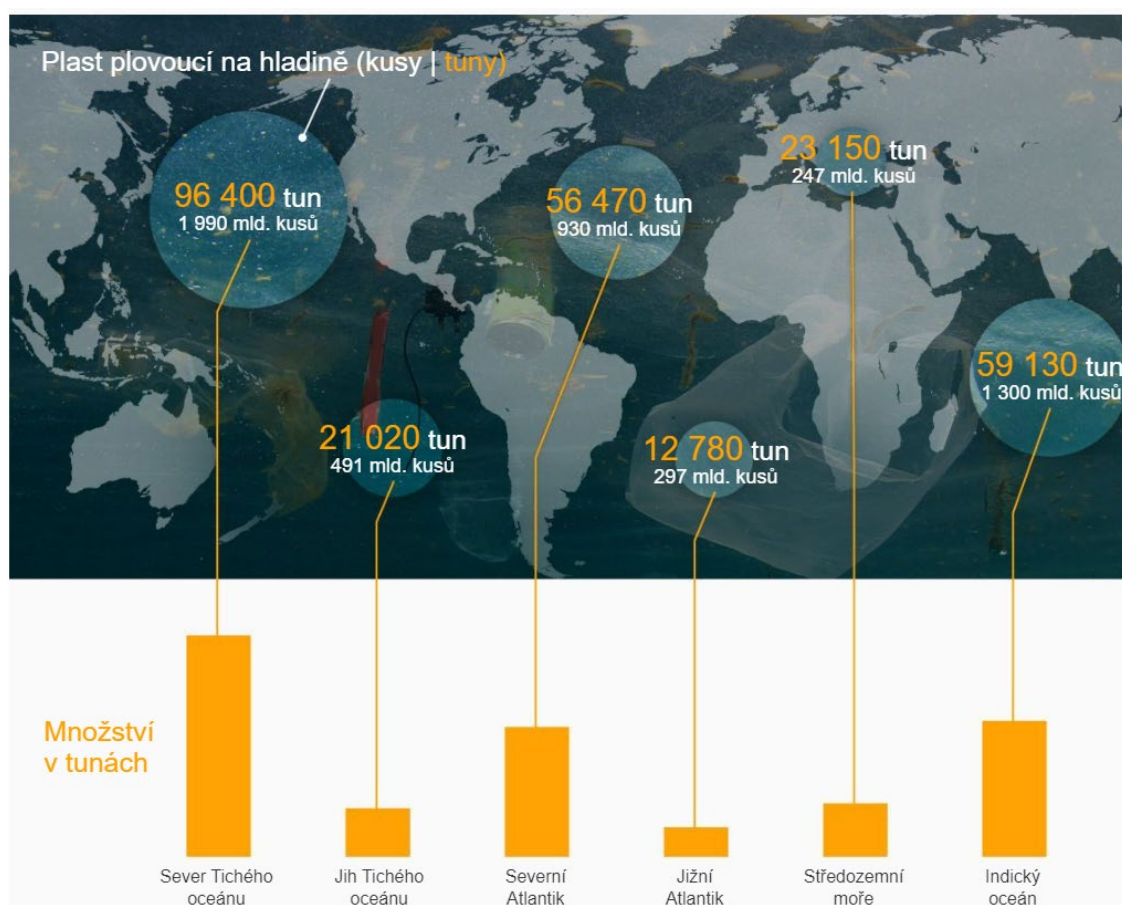 Plast plovoucí na hladině (kusy | tuny)
96 400 tun
1 990 mld. kusů
56 470 tun
930 mld. kusů
23 150 tun
247 mld. kusů
59 130 tun
1 300 mld. kusů
21 020 tun
491 mld. kusů
12 780 tun
297 mld. kusů
Množství
v tunách
Sever Tichého
oceánu
Jih Tichého
oceánu
Severní
Atlantik
Jižní
Atlantik
Středozemní
moře
Indický
oceán